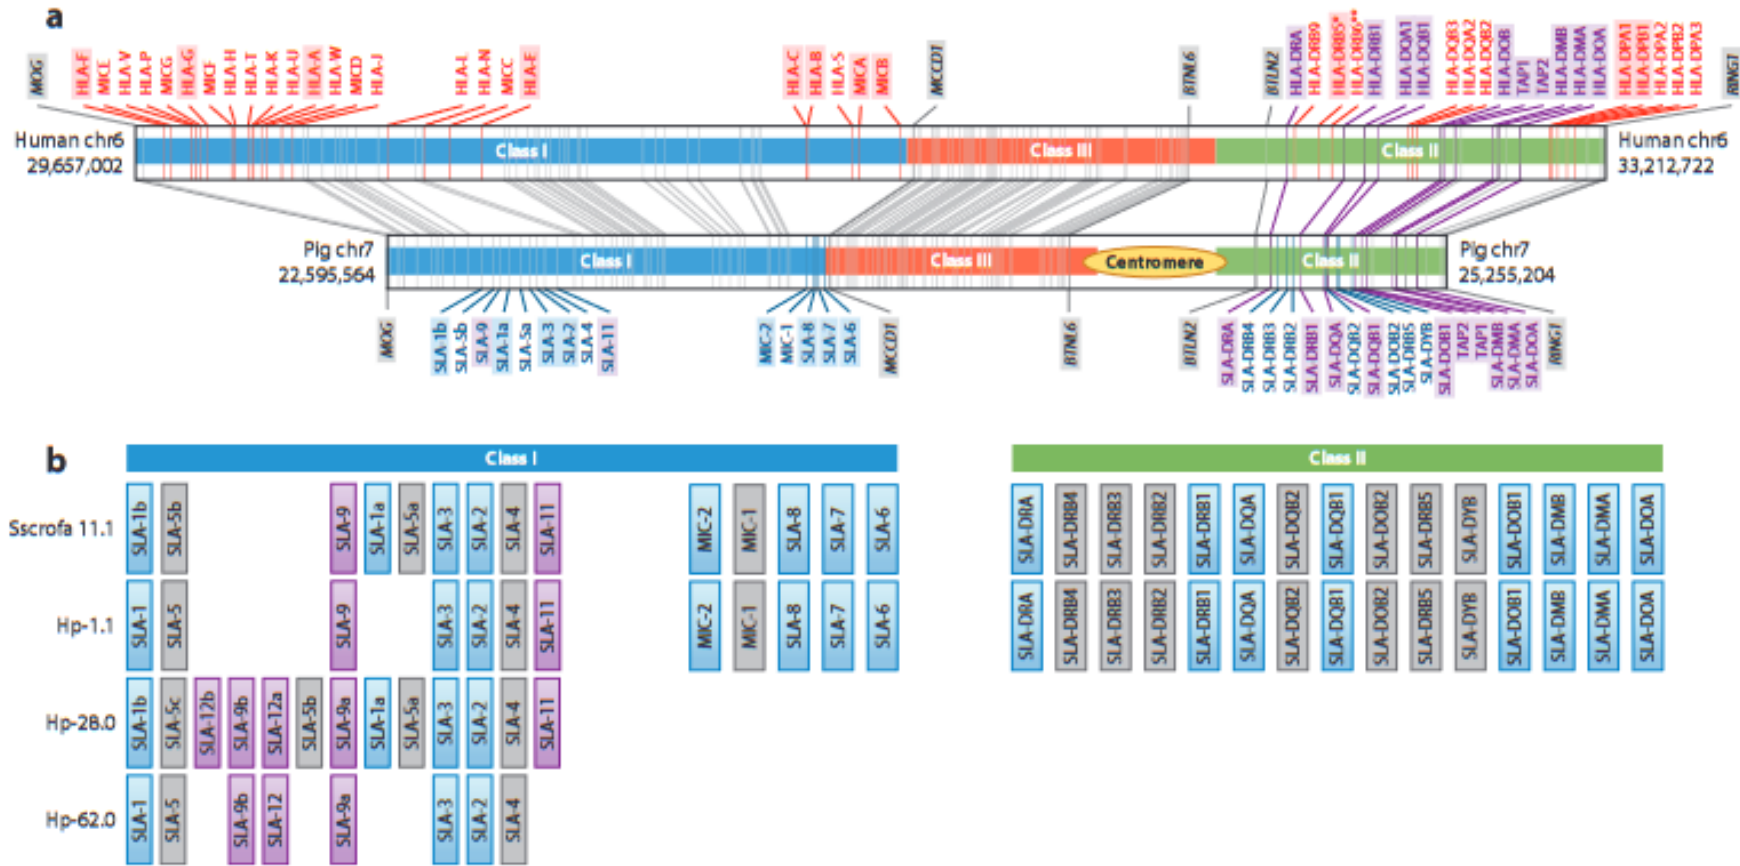 a
MOG
HLA-F
MICE
HLA-V
HLA-P
MICG
HLA-G
MICF
HLA-H
HLA-T
HLA-K
HLA-U
HLA-A
HLA-W
MICD
HLA-J
HLA-L
HLA-N
MICC
HLA-E
HLA-C
HLA-B
HLA-S
MICA
MICB
MCCD1
BTNL6
BTLN2
HLA-DRA
HLA-DRB9
HLA-DRB5*
HLA-DRB6**
HLA-DRB1
HLA-DQA1
HLA-DQB1
HLA-DQB3
HLA-DQA2
HLA-DQB2
HLA-DOB
TAP1
TAP2
HLA-DMB
HLA-DMA
HLA-DOA
HLA-DPA1
HLA-DPB1
HLA-DPA2
HLA-DPB2
HLA-DPA3
RING1
Human chr6
29,657,002
Class I
Class III
Class II
Human chr6
33,212,722
Pig chr7
22,595,564
Class I
Class III
Centromere
Class II
Pig chr7
25,255,204
MOG
SLA-1b
SLA-5b
SLA-9
SLA-1a
SLA-5a
SLA-3
SLA-2
SLA-4
SLA-11
MIC-2
MIC-1
SLA-8
SLA-7
SLA-6
MCCD1
BTNL6
BTLN2
SLA-DRA
SLA-DRB4
SLA-DRB3
SLA-DRB2
SLA-DRB1
SLA-DQA
SLA-DQB2
SLA-DQB1
SLA-DOB2
SLA-DRB5
SLA-DYB
SLA-DOB1
TAP2
TAP1
SLA-DMB
SLA-DMA
SLA-DOA
RING1
b
Class I
Class II
Sscrofa 11.1
SLA-1b
SLA-5b
SLA-9
SLA-1a
SLA-5a
SLA-3
SLA-2
SLA-4
SLA-11
MIC-2
MIC-1
SLA-8
SLA-7
SLA-6
SLA-DRA
SLA-DRB4
SLA-DRB3
SLA-DRB2
SLA-DRB1
SLA-DQA
SLA-DQB2
SLA-DQB1
SLA-DOB2
SLA-DRB5
SLA-DYB
SLA-DOB1
SLA-DMB
SLA-DMA
SLA-DOA
Hp-1.1
SLA-1
SLA-5
SLA-9
SLA-3
SLA-2
SLA-4
SLA-11
MIC-2
MIC-1
SLA-8
SLA-7
SLA-6
SLA-DRA
SLA-DRB4
SLA-DRB3
SLA-DRB2
SLA-DRB1
SLA-DQA
SLA-DQB2
SLA-DQB1
SLA-DOB2
SLA-DRB5
SLA-DYB
SLA-DOB1
SLA-DMB
SLA-DMA
SLA-DOA
Hp-28.0
SLA-1b
SLA-5c
SLA-12b
SLA-9b
SLA-12a
SLA-5b
SLA-9a
SLA-1a
SLA-5a
SLA-3
SLA-2
SLA-4
SLA-11
Hp-62.0
SLA-1
SLA-5
SLA-9b
SLA-12
SLA-9a
SLA-3
SLA-2
SLA-4